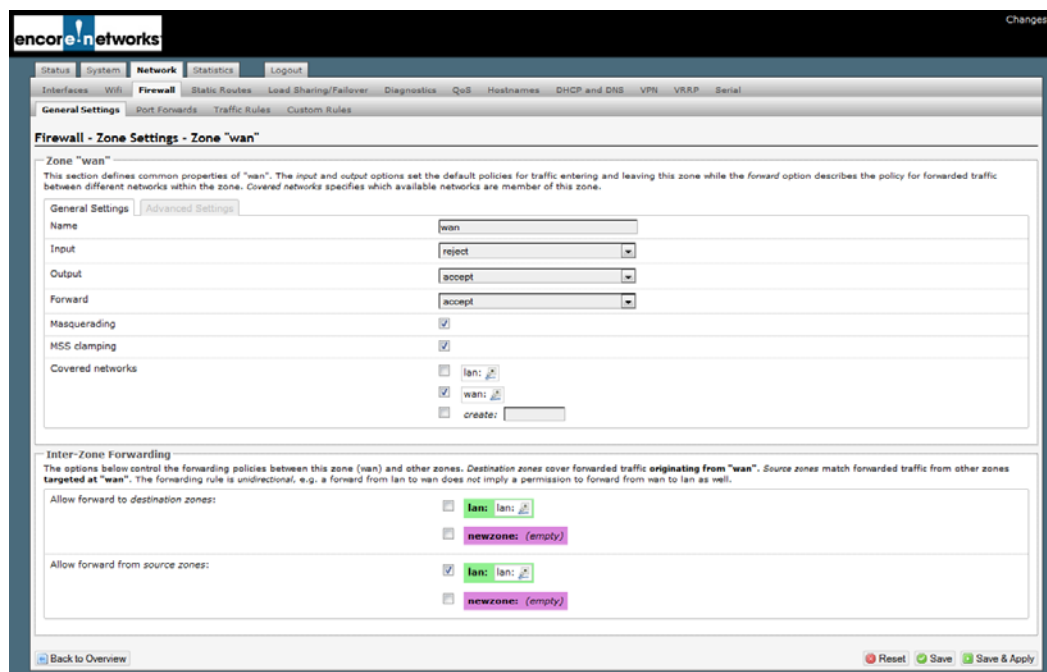 Changes
encore!networks
Status System Network Statistics Logout
Interfaces Wifi Firewall Static Routes Load Sharing/Failover Diagnostics QoS Hostnames DHCP and DNS VPN VRRP Serial
General Settings Port Forwards Traffic Rules Custom Rules
Firewall - Zone Settings - Zone "wan"
Zone "wan"
This section defines common properties of "wan". The input and output options set the default policies for traffic entering and leaving this zone while the forward option describes the policy for forwarded traffic
between different networks within the zone. Covered networks specifies which available networks are member of this zone.
General Settings Advanced Settings
Name wan
Input reject
Output accept
Forward accept
Masquerading
MSS clamping
Covered networks
lan:
wan:
create:
Inter-Zone Forwarding
The options below control the forwarding policies between this zone (wan) and other zones. Destination zones cover forwarded traffic originating from "wan". Source zones match forwarded traffic from other zones
targeted at "wan". The forwarding rule is unidirectional, e.g. a forward from lan to wan does not imply a permission to forward from wan to lan as well.
Allow forward to destination zones:
lan: lan:
newzone: (empty)
Allow forward from source zones:
lan: lan:
newzone: (empty)
Back to Overview Reset Save Save & Apply